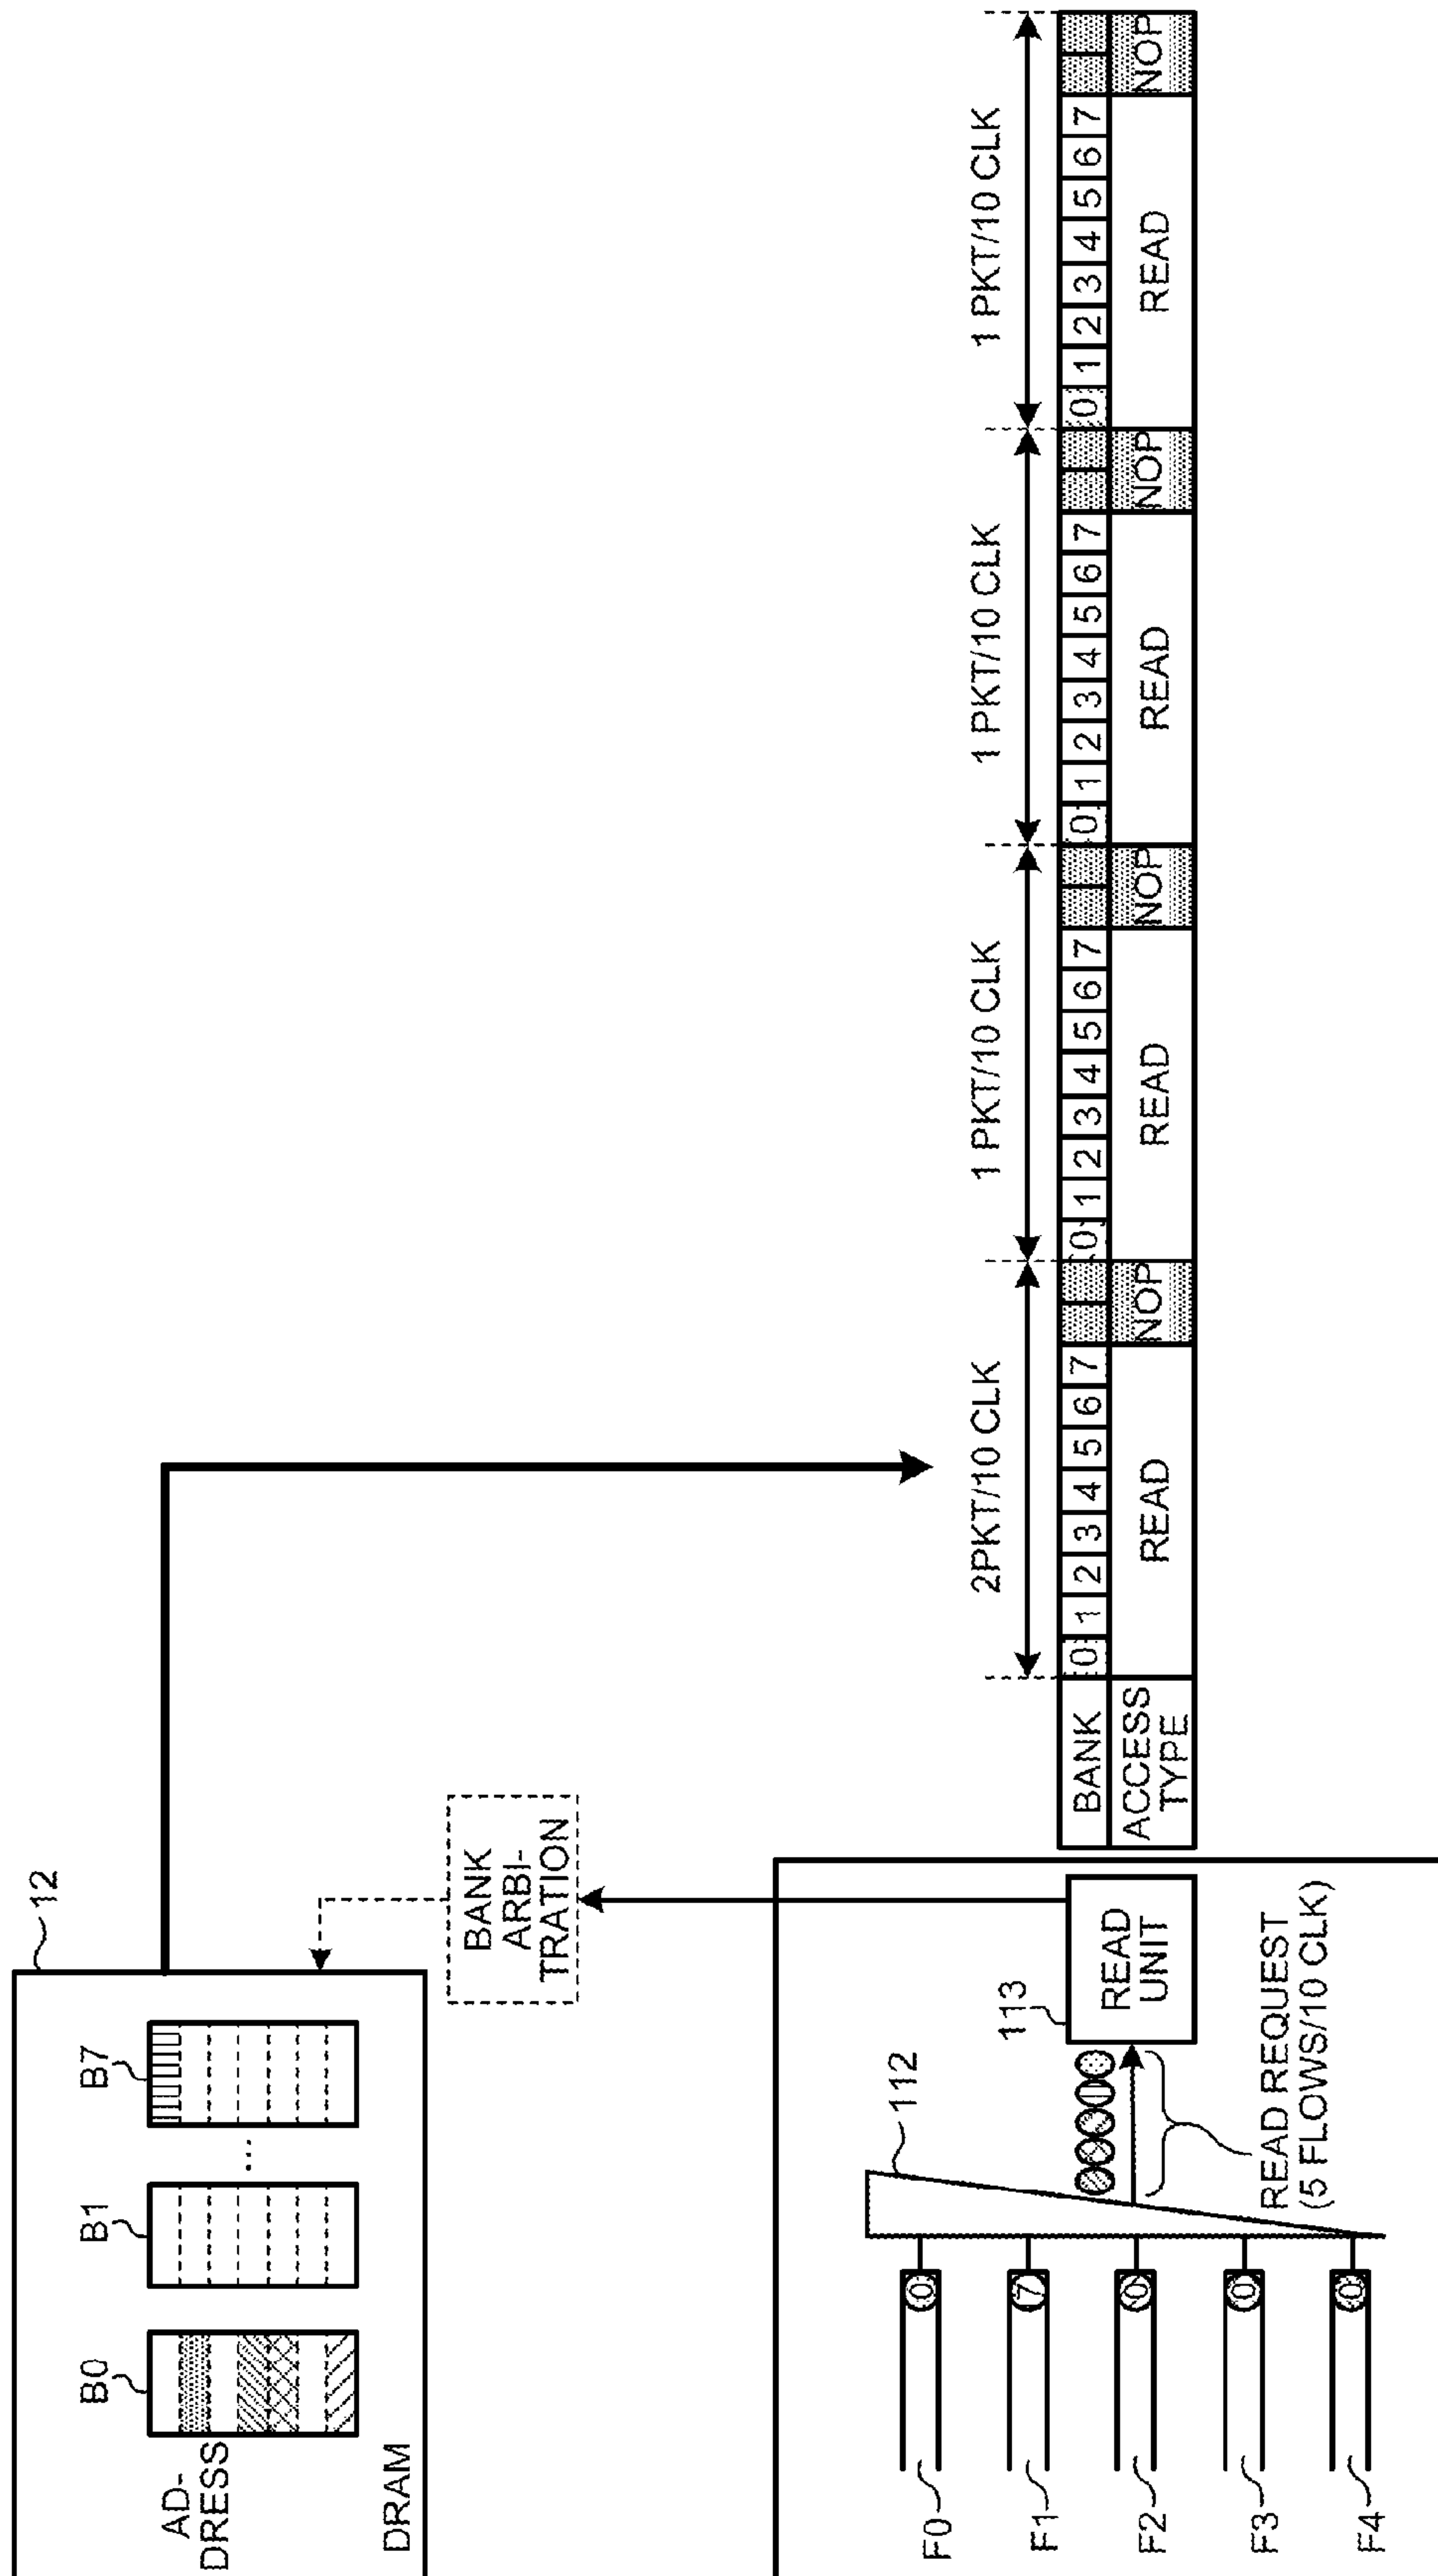 12
B0
B1
...
B7
AD-
DRESS
DRAM
BANK
ARBI-
TRATION
F0
F1
F2
F3
F4
0
7
0
0
0
112
113
READ
UNIT
READ REQUEST
(5 FLOWS/10 CLK)
2PKT/10 CLK
1 PKT/10 CLK
1 PKT/10 CLK
1 PKT/10 CLK
BANK
0 1 2 3 4 5 6 7
0 1 2 3 4 5 6 7
0 1 2 3 4 5 6 7
0 1 2 3 4 5 6 7
ACCESS
TYPE
READ
NOP
READ
NOP
READ
NOP
READ
NOP